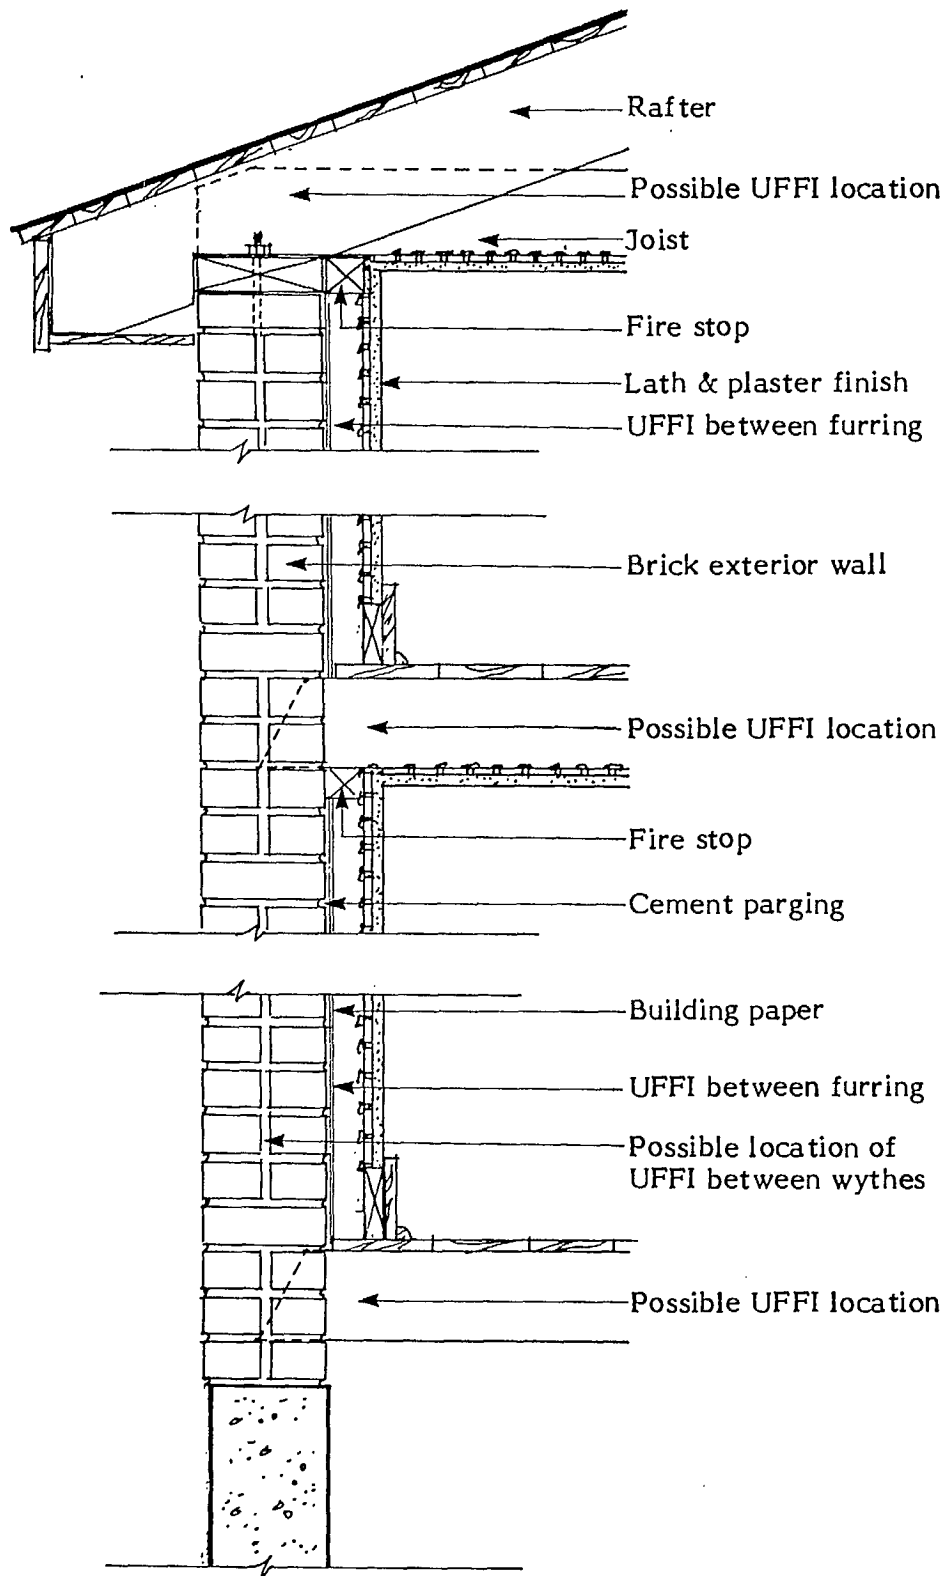 Rafter
Possible UFFI location
Joist
Fire stop
Lath & plaster finish
UFFI between furring
Brick exterior wall
Possible UFFI location
Fire stop
Cement parging
Building paper
UFFI between furring
Possible location of
UFFI between wythes
Possible UFFI location